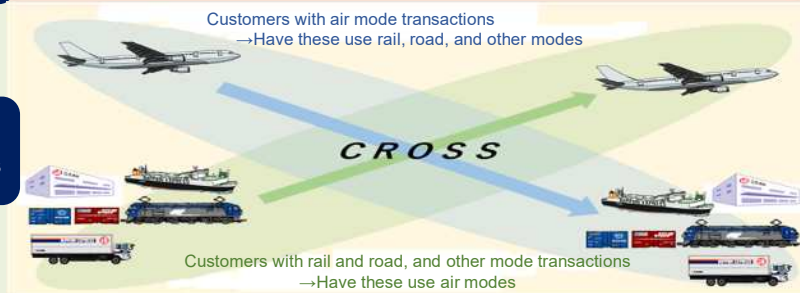 Customers with air mode transactions
→Have these use rail, road, and other modes
CROSS
Customers with rail and road, and other mode transactions
→Have these use air modes